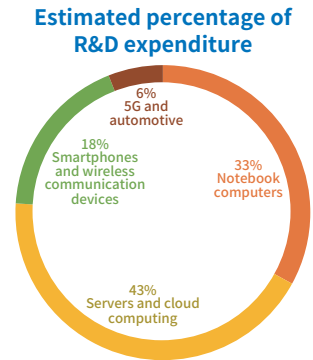 Estimated percentage of
R&D expenditure
6%
5G and
automotive
33%
Notebook
computers
18%
Smartphones
and wireless
communication
devices
43%
Servers and cloud
computing